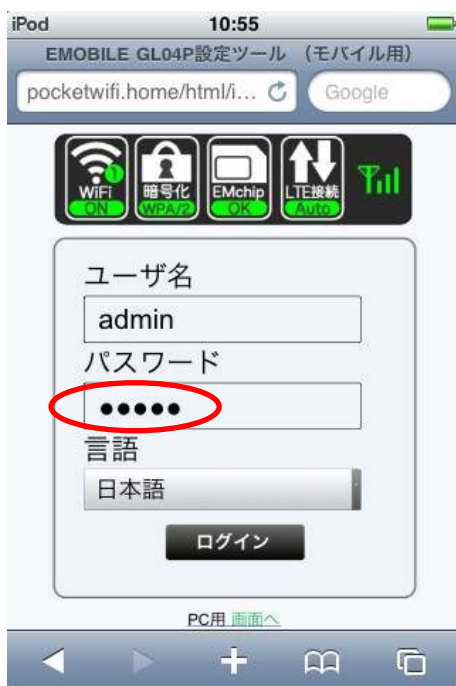 iPod 10:55
EMOBILE GL04P設定ツール (モバイル用)
pocketwifi.home/html/i... Google
WiFi 1 ON 暗号化 WPA/2 EMchip OK LTE接続 Auto
ユーザ名
admin
パスワード
●●●●●
言語
日本語
ログイン
PC用 画面へ